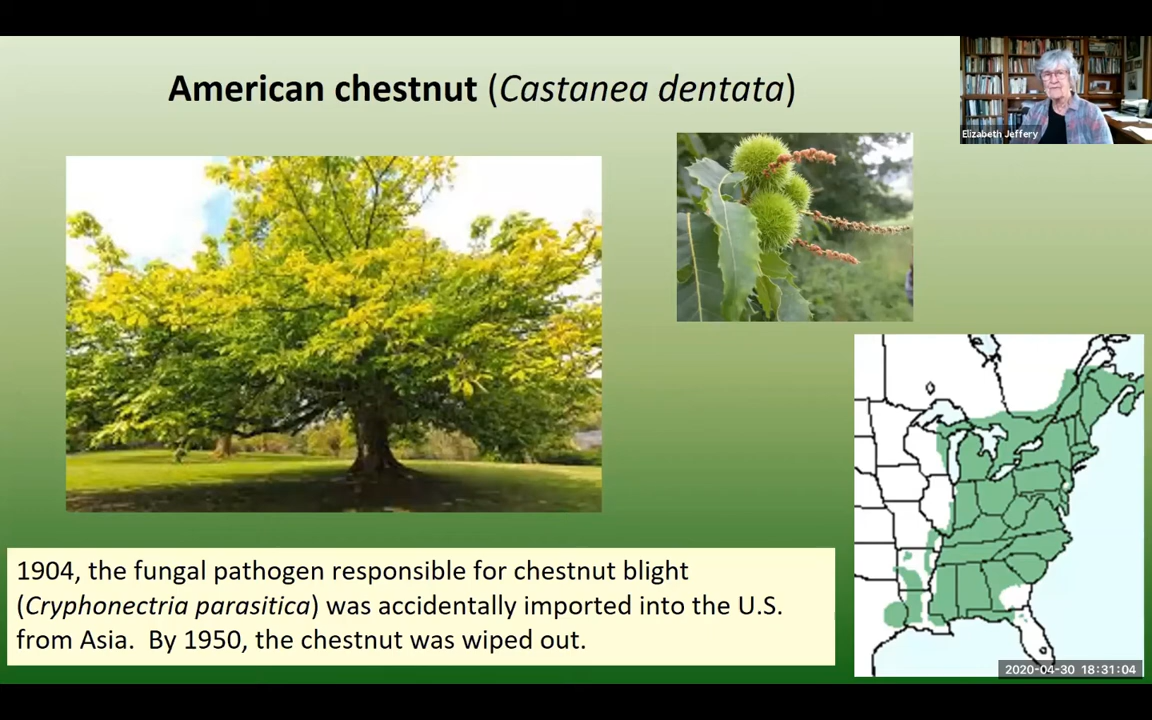 American chestnut (Castanea dentata)
Elizabeth Jeffery
1904, the fungal pathogen responsible for chestnut blight
(Cryphonectria parasitica) was accidentally imported into the U.S.
from Asia.  By 1950, the chestnut was wiped out.
2020-04-30 18:31:04